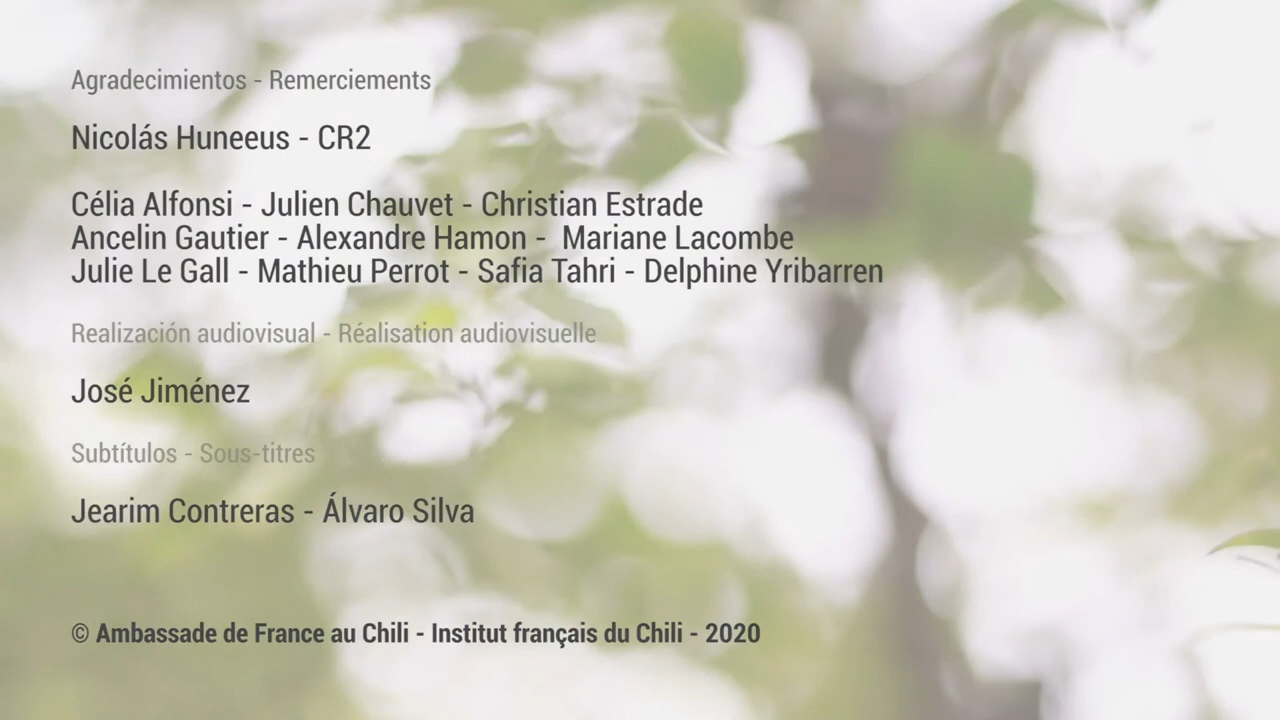 Agradecimientos - Remerciements
Nicolás Huneeus - CR2
Célia Alfonsi - Julien Chauvet - Christian Estrade
Ancelin Gautier - Alexandre Hamon - Mariane Lacombe
Julie Le Gall - Mathieu Perrot - Safia Tahri - Delphine Yribarren
Realización audiovisual - Réalisation audiovisuelle
José Jiménez
Subtítulos - Sous-titres
Jearim Contreras - Álvaro Silva
© Ambassade de France au Chili - Institut français du Chili - 2020